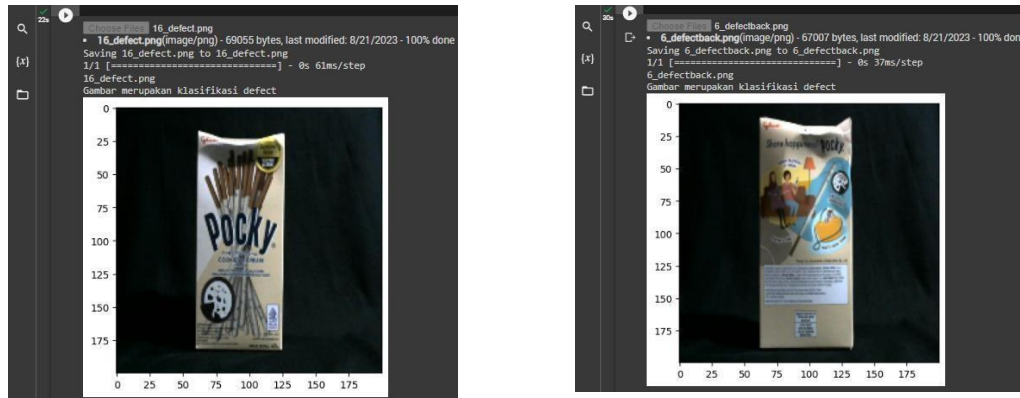 22s
Choose Files 16_defect.png
16_defect.png(image/png) - 69055 bytes, last modified: 8/21/2023 - 100% done
Saving 16_defect.png to 16_defect.png
1/1 [==============================] - 0s 61ms/step
16_defect.png
Gambar merupakan klasifikasi defect
{x}
0
25
50
75
100
125
150
175
0 25 50 75 100 125 150 175
Glico
POCKY
30s
Choose Files 6_defectback.png
6_defectback.png(image/png) - 67007 bytes, last modified: 8/21/2023 - 100% don
Saving 6_defectback.png to 6_defectback.png
1/1 [==============================] - 0s 37ms/step
6_defectback.png
Gambar merupakan klasifikasi defect
{x}
0
25
50
75
100
125
150
175
0 25 50 75 100 125 150 175
Glico
Share happiness!
POCKY